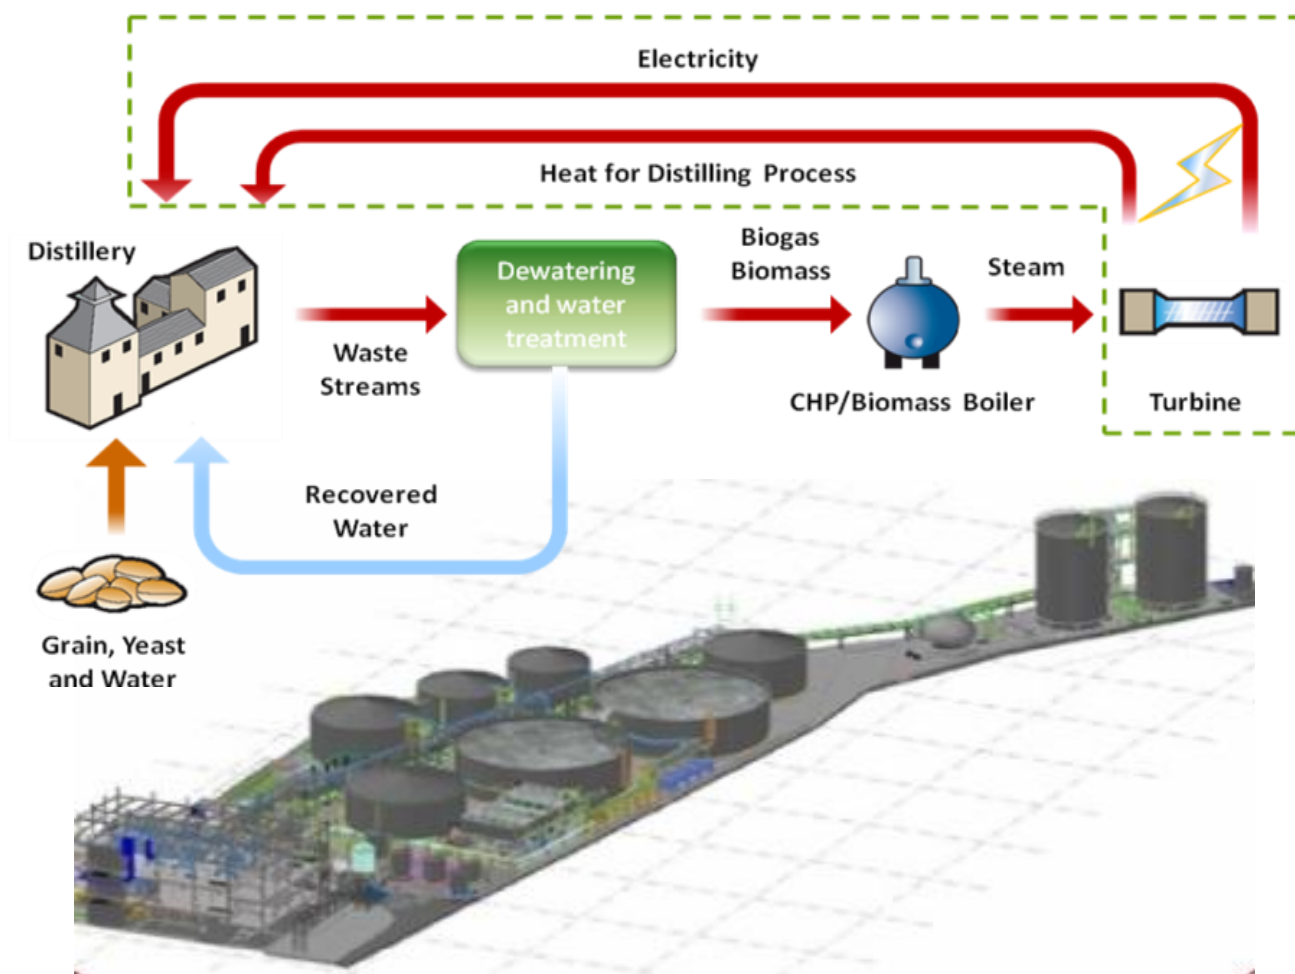 Electricity
Heat for Distilling Process
Distillery
Dewatering
and water
treatment
Biogas
Biomass
Steam
Waste
Streams
CHP/Biomass Boiler
Turbine
Recovered
Water
Grain, Yeast
and Water